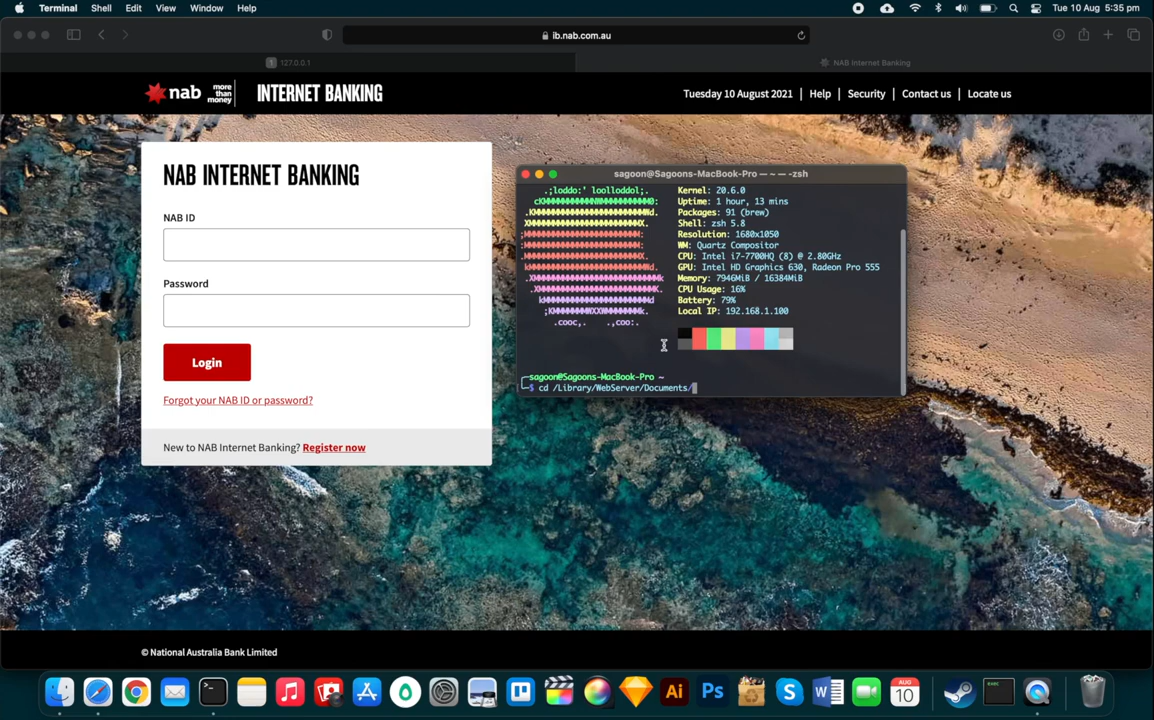 Terminal Shell Edit View Window Help Tue 10 Aug 5:35 pm
ib.nab.com.au
127.0.0.1 NAB Internet Banking
nab more than money INTERNET BANKING Tuesday 10 August 2021 | Help | Security | Contact us | Locate us
NAB INTERNET BANKING
NAB ID
Password
Login
Forgot your NAB ID or password?
New to NAB Internet Banking? Register now
sagoon@Sagoons-MacBook-Pro — ~ — -zsh
Kernel: 20.6.0
Uptime: 1 hour, 13 mins
Packages: 91 (brew)
Shell: zsh 5.8
Resolution: 1680x1050
WM: Quartz Compositor
CPU: Intel i7-7700HQ (8) @ 2.80GHz
GPU: Intel HD Graphics 630, Radeon Pro 555
Memory: 7946MiB / 16384MiB
CPU Usage: 16%
Battery: 79%
Local IP: 192.168.1.100
sagoon@Sagoons-MacBook-Pro ~
$ cd /Library/WebServer/Documents/
© National Australia Bank Limited
AUG
10